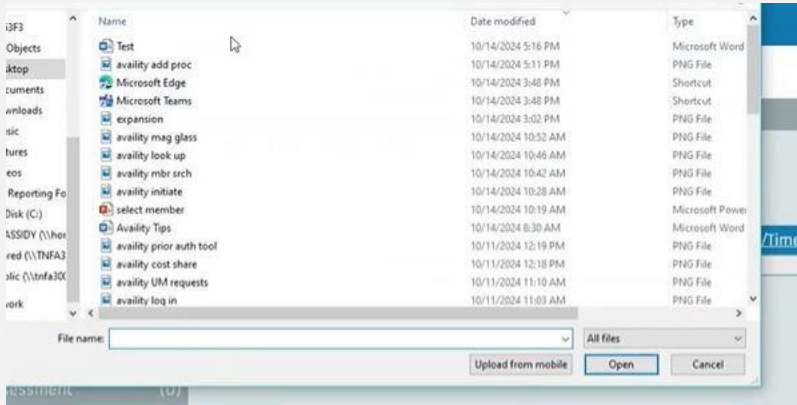 Name Date modified Type
i3F3
Objects
sktop
cuments
wnloads
sic
tures
eos
Reporting Fo
Disk (C:)
ASSIDY (\\hor
red (\\TNFA3
olic (\\tnfa300
work
Test 10/14/2024 5:16 PM Microsoft Word
availity add proc 10/14/2024 5:11 PM PNG File
Microsoft Edge 10/14/2024 3:48 PM Shortcut
Microsoft Teams 10/14/2024 3:48 PM Shortcut
expansion 10/14/2024 3:02 PM PNG File
availity mag glass 10/14/2024 10:52 AM PNG File
availity look up 10/14/2024 10:46 AM PNG File
availity mbr srch 10/14/2024 10:42 AM PNG File
availity initiate 10/14/2024 10:28 AM PNG File
select member 10/14/2024 10:19 AM Microsoft Power
Availity Tips 10/14/2024 8:30 AM Microsoft Word
availity prior auth tool 10/11/2024 12:19 PM PNG File
availity cost share 10/11/2024 12:18 PM PNG File
availity UM requests 10/11/2024 11:10 AM PNG File
availity log in 10/11/2024 11:03 AM PNG File
/Time
File name: All files
Upload from mobile Open Cancel
sessment (0)